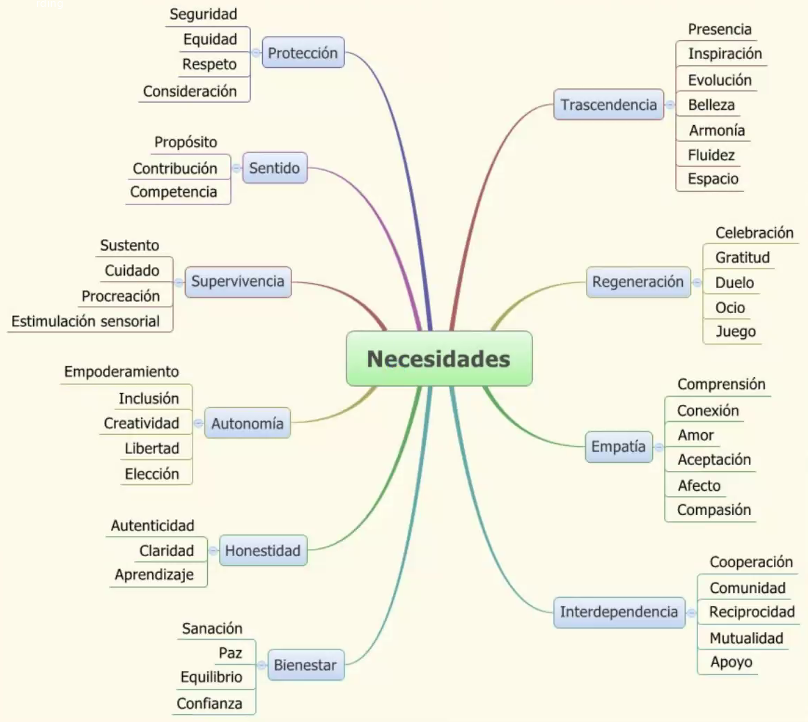 Necesidades
Protección
Seguridad
Equidad
Respeto
Consideración
Sentido
Propósito
Contribución
Competencia
Supervivencia
Sustento
Cuidado
Procreación
Estimulación sensorial
Autonomía
Empoderamiento
Inclusión
Creatividad
Libertad
Elección
Honestidad
Autenticidad
Claridad
Aprendizaje
Bienestar
Sanación
Paz
Equilibrio
Confianza
Trascendencia
Presencia
Inspiración
Evolución
Belleza
Armonía
Fluidez
Espacio
Regeneración
Celebración
Gratitud
Duelo
Ocio
Juego
Empatía
Comprensión
Conexión
Amor
Aceptación
Afecto
Compasión
Interdependencia
Cooperación
Comunidad
Reciprocidad
Mutualidad
Apoyo